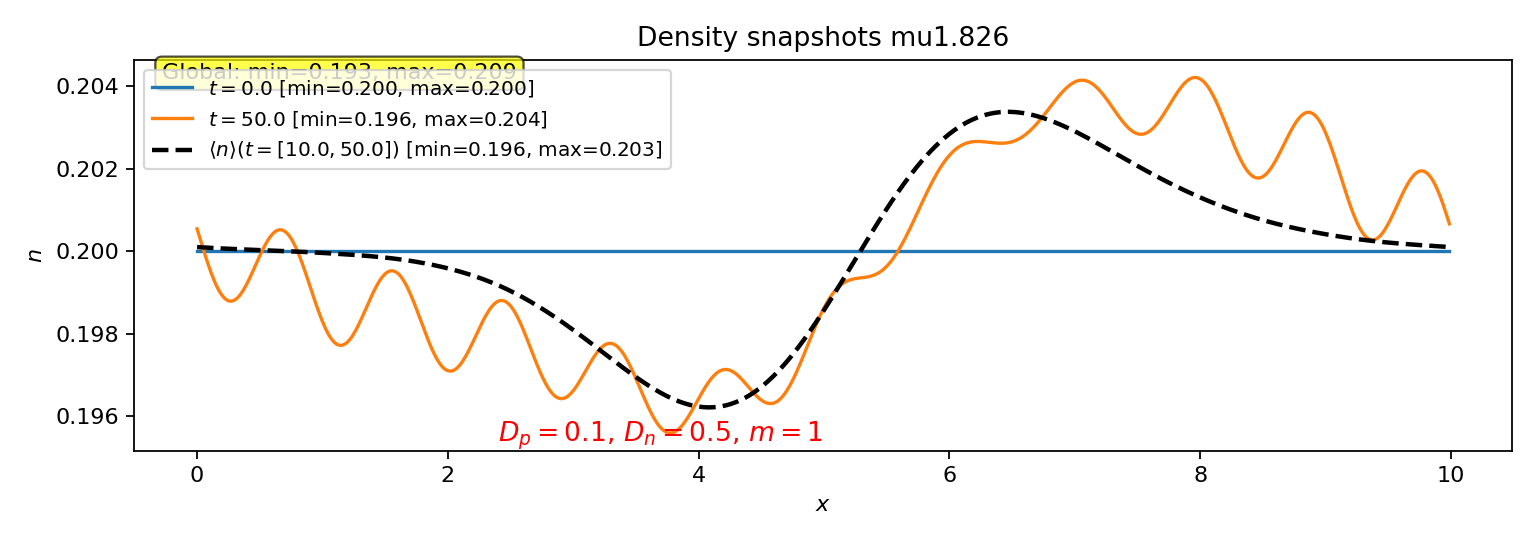 Density snapshots mu1.826
Global: min=0.193, max=0.209
t = 0.0 [min=0.200, max=0.200]
t = 50.0 [min=0.196, max=0.204]
⟨n⟩(t = [10.0, 50.0]) [min=0.196, max=0.203]
0.204
0.202
0.200
0.198
0.196
n
D_p = 0.1, D_n = 0.5, m = 1
0 2 4 6 8 10
x